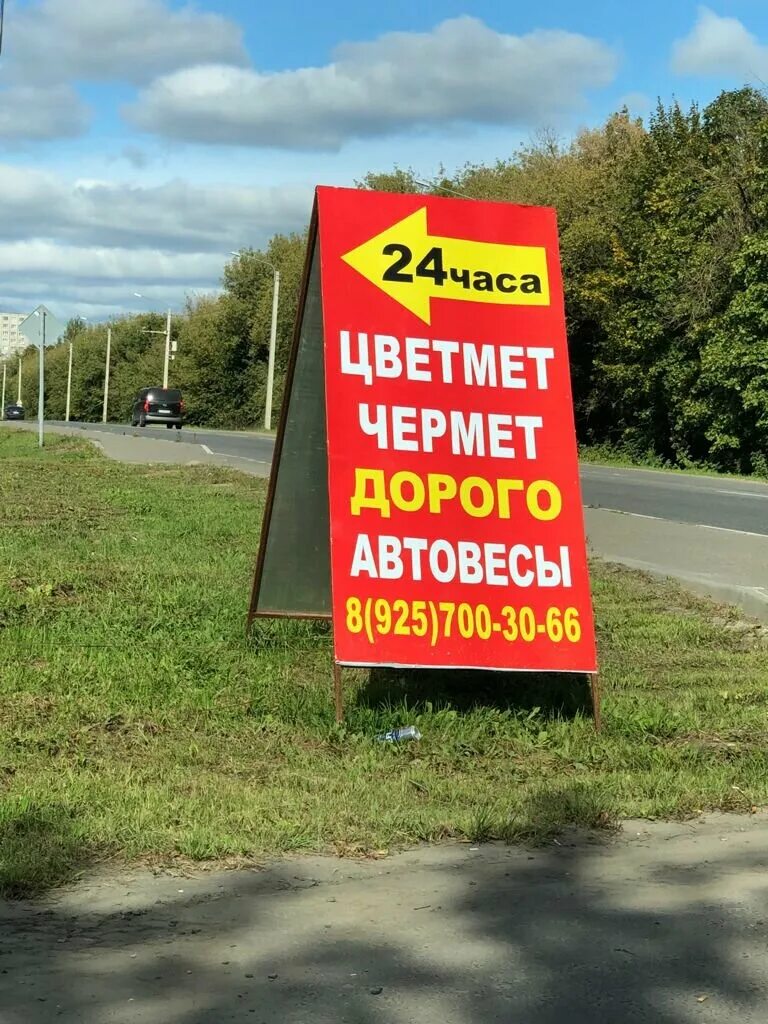 24часа
ЦВЕТМЕТ
ЧЕРМЕТ
ДОРОГО
АВТОВЕСЫ
8(925)700-30-66